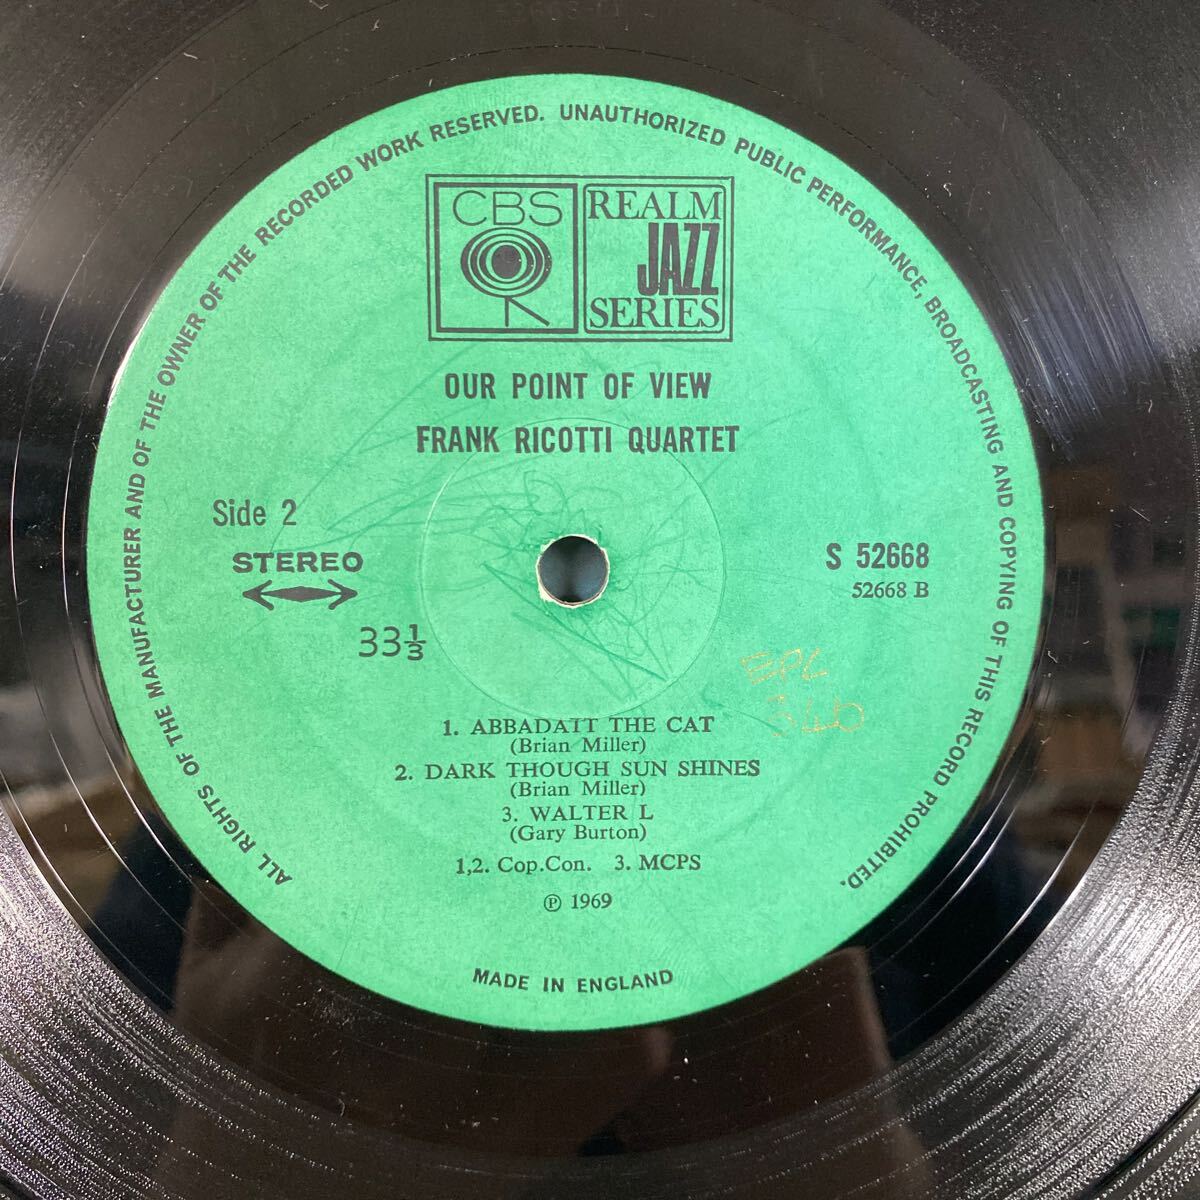 ALL RIGHTS OF THE MANUFACTURER AND OF THE OWNER OF THE RECORDED WORK RESERVED. UNAUTHORIZED PUBLIC PERFORMANCE, BROADCASTING AND COPYING OF THIS RECORD PROHIBITED.
CBS
REALM
JAZZ
SERIES
OUR POINT OF VIEW
FRANK RICOTTI QUARTET
Side 2
STEREO
33⅓
S 52668
52668 B
1. ABBADATT THE CAT
(Brian Miller)
2. DARK THOUGH SUN SHINES
(Brian Miller)
3. WALTER L
(Gary Burton)
1,2. Cop.Con. 3. MCPS
℗ 1969
MADE IN ENGLAND